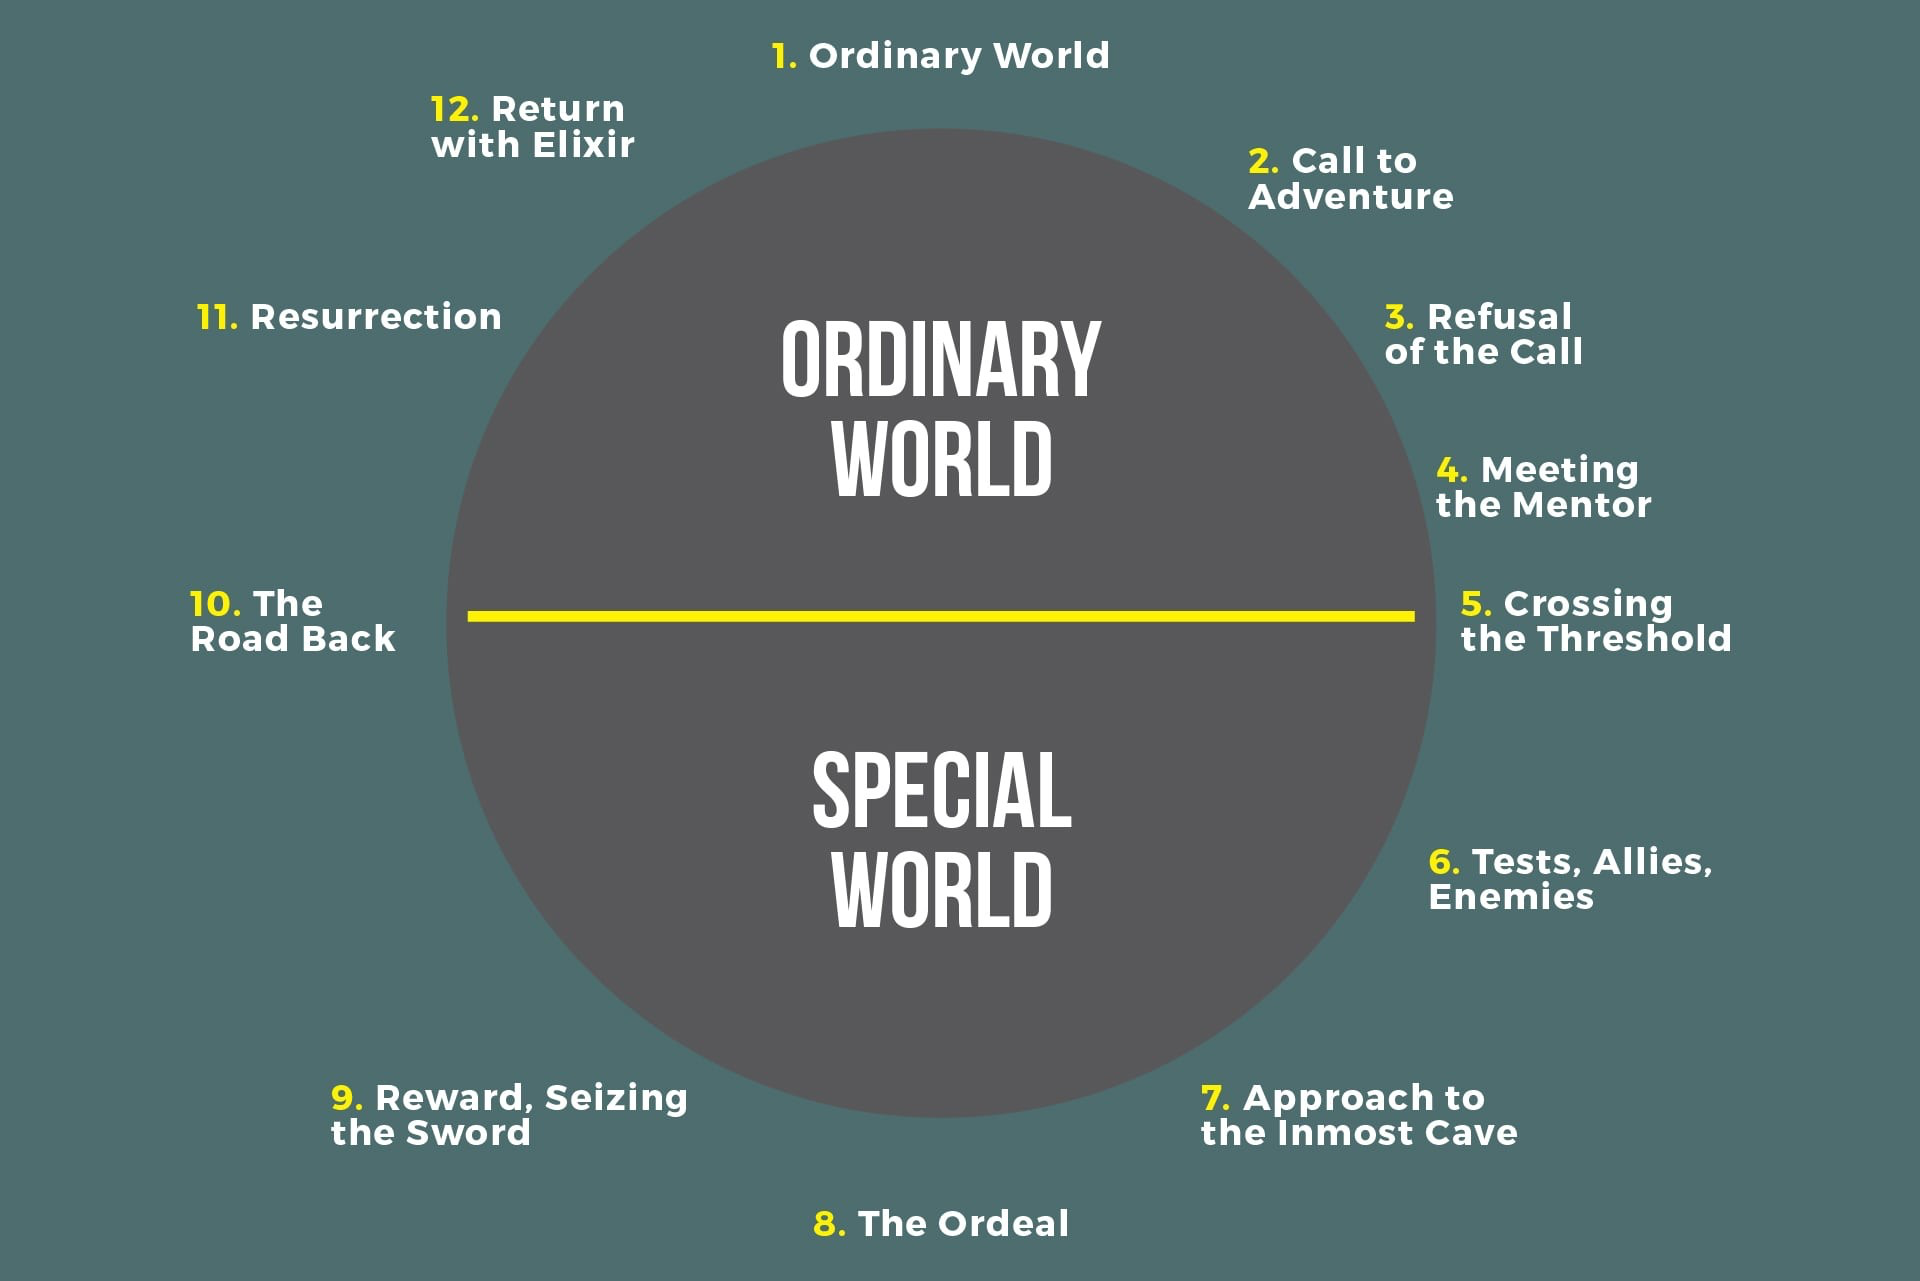 1. Ordinary World
2. Call to
Adventure
3. Refusal
of the Call
4. Meeting
the Mentor
5. Crossing
the Threshold
6. Tests, Allies,
Enemies
7. Approach to
the Inmost Cave
8. The Ordeal
9. Reward, Seizing
the Sword
10. The
Road Back
11. Resurrection
12. Return
with Elixir
ORDINARY
WORLD
SPECIAL
WORLD